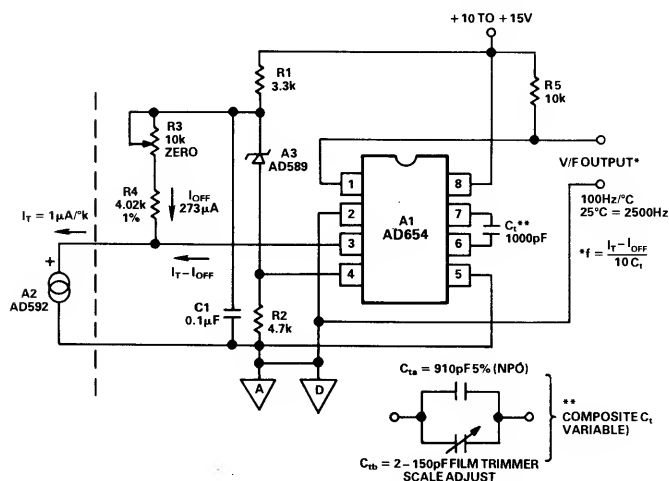 +10 TO +15V
R1
3.3k
R5
10k
R3
10k
ZERO
A3
AD589
V/F OUTPUT*
R4
4.02k
1%
I_OFF
273μA
I_T = 1μA/°k
1
2
3
4
8
7
6
5
A1
AD654
C_t**
1000pF
100Hz/°C
25°C = 2500Hz
*f = I_T – I_OFF / 10 C_t
I_T – I_OFF
+
A2
AD592
C1
0.1μF
R2
4.7k
A
D
C_ta = 910pF 5% (NPO)
**
COMPOSITE C_t
VARIABLE)
C_tb = 2 – 150pF FILM TRIMMER
SCALE ADJUST